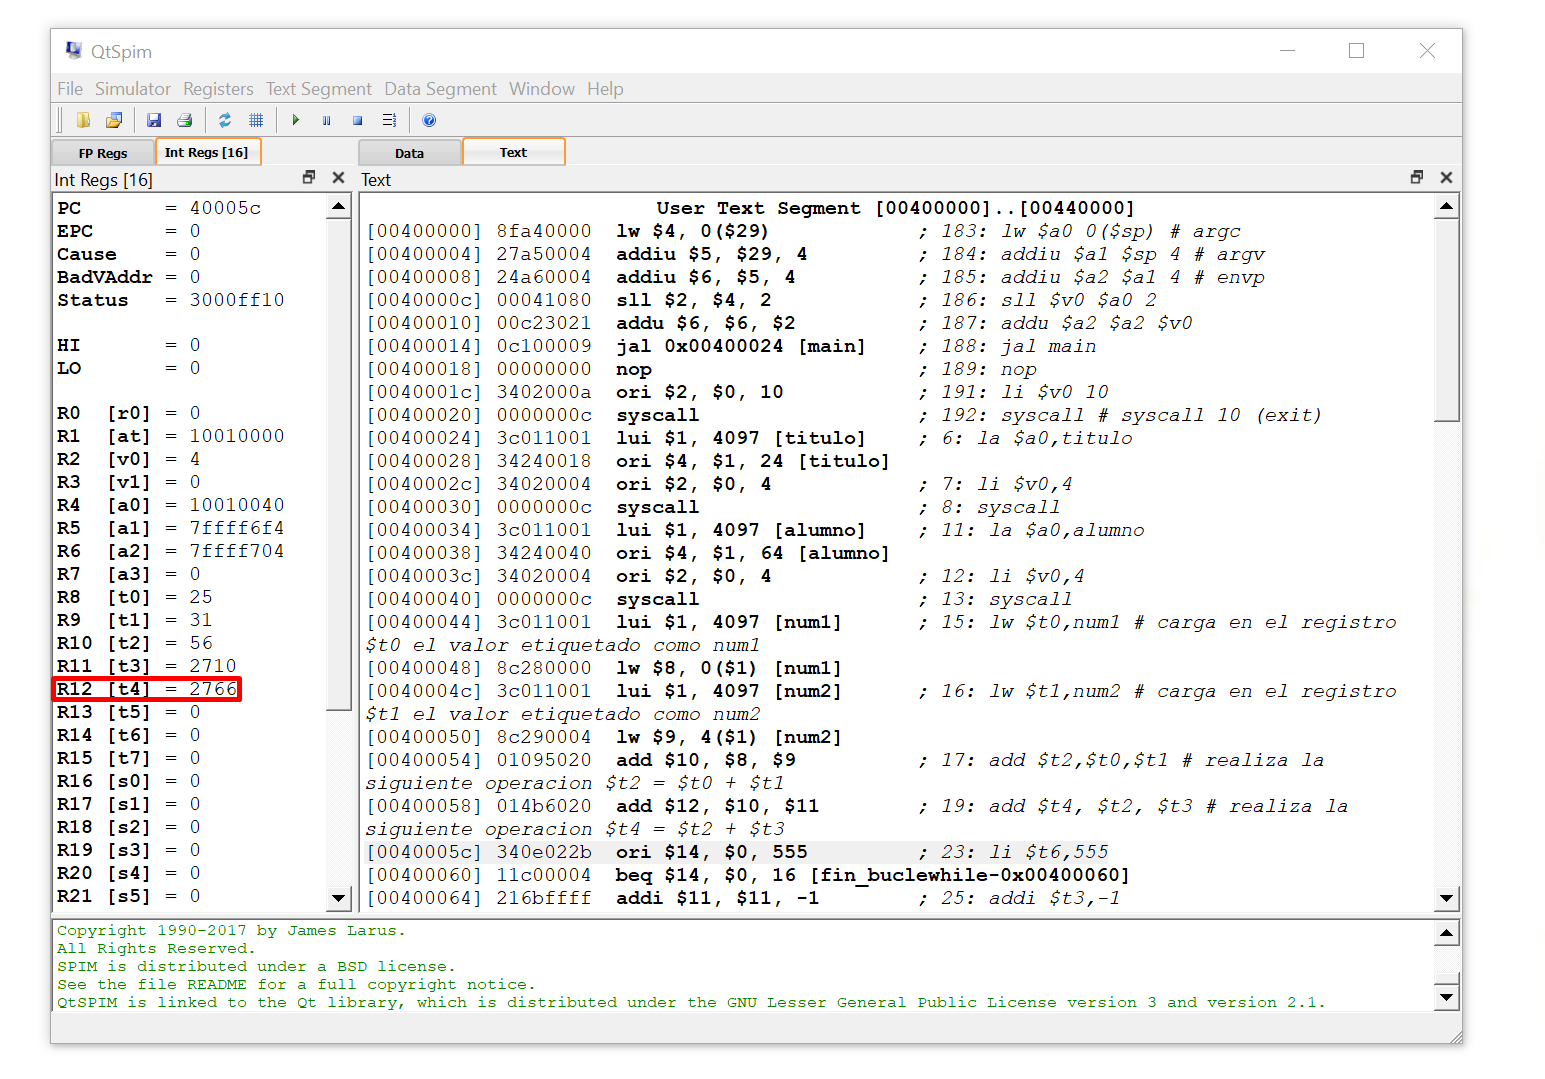 QtSpim
File Simulator Registers Text Segment Data Segment Window Help
FP Regs Int Regs [16] Data Text
Int Regs [16]
PC = 40005c
EPC = 0
Cause = 0
BadVAddr = 0
Status = 3000ff10
HI = 0
LO = 0
R0 [r0] = 0
R1 [at] = 10010000
R2 [v0] = 4
R3 [v1] = 0
R4 [a0] = 10010040
R5 [a1] = 7ffff6f4
R6 [a2] = 7ffff704
R7 [a3] = 0
R8 [t0] = 25
R9 [t1] = 31
R10 [t2] = 56
R11 [t3] = 2710
R12 [t4] = 2766
R13 [t5] = 0
R14 [t6] = 0
R15 [t7] = 0
R16 [s0] = 0
R17 [s1] = 0
R18 [s2] = 0
R19 [s3] = 0
R20 [s4] = 0
R21 [s5] = 0
Text
User Text Segment [00400000]..[00440000]
[00400000] 8fa40000 lw $4, 0($29) ; 183: lw $a0 0($sp) # argc
[00400004] 27a50004 addiu $5, $29, 4 ; 184: addiu $a1 $sp 4 # argv
[00400008] 24a60004 addiu $6, $5, 4 ; 185: addiu $a2 $a1 4 # envp
[0040000c] 00041080 sll $2, $4, 2 ; 186: sll $v0 $a0 2
[00400010] 00c23021 addu $6, $6, $2 ; 187: addu $a2 $a2 $v0
[00400014] 0c100009 jal 0x00400024 [main] ; 188: jal main
[00400018] 00000000 nop ; 189: nop
[0040001c] 3402000a ori $2, $0, 10 ; 191: li $v0 10
[00400020] 0000000c syscall ; 192: syscall # syscall 10 (exit)
[00400024] 3c011001 lui $1, 4097 [titulo] ; 6: la $a0,titulo
[00400028] 34240018 ori $4, $1, 24 [titulo]
[0040002c] 34020004 ori $2, $0, 4 ; 7: li $v0,4
[00400030] 0000000c syscall ; 8: syscall
[00400034] 3c011001 lui $1, 4097 [alumno] ; 11: la $a0,alumno
[00400038] 34240040 ori $4, $1, 64 [alumno]
[0040003c] 34020004 ori $2, $0, 4 ; 12: li $v0,4
[00400040] 0000000c syscall ; 13: syscall
[00400044] 3c011001 lui $1, 4097 [num1] ; 15: lw $t0,num1 # carga en el registro
$t0 el valor etiquetado como num1
[00400048] 8c280000 lw $8, 0($1) [num1]
[0040004c] 3c011001 lui $1, 4097 [num2] ; 16: lw $t1,num2 # carga en el registro
$t1 el valor etiquetado como num2
[00400050] 8c290004 lw $9, 4($1) [num2]
[00400054] 01095020 add $10, $8, $9 ; 17: add $t2,$t0,$t1 # realiza la
siguiente operacion $t2 = $t0 + $t1
[00400058] 014b6020 add $12, $10, $11 ; 19: add $t4, $t2, $t3 # realiza la
siguiente operacion $t4 = $t2 + $t3
[0040005c] 340e022b ori $14, $0, 555 ; 23: li $t6,555
[00400060] 11c00004 beq $14, $0, 16 [fin_buclewhile-0x00400060]
[00400064] 216bffff addi $11, $11, -1 ; 25: addi $t3,-1
Copyright 1990-2017 by James Larus.
All Rights Reserved.
SPIM is distributed under a BSD license.
See the file README for a full copyright notice.
QtSPIM is linked to the Qt library, which is distributed under the GNU Lesser General Public License version 3 and version 2.1.